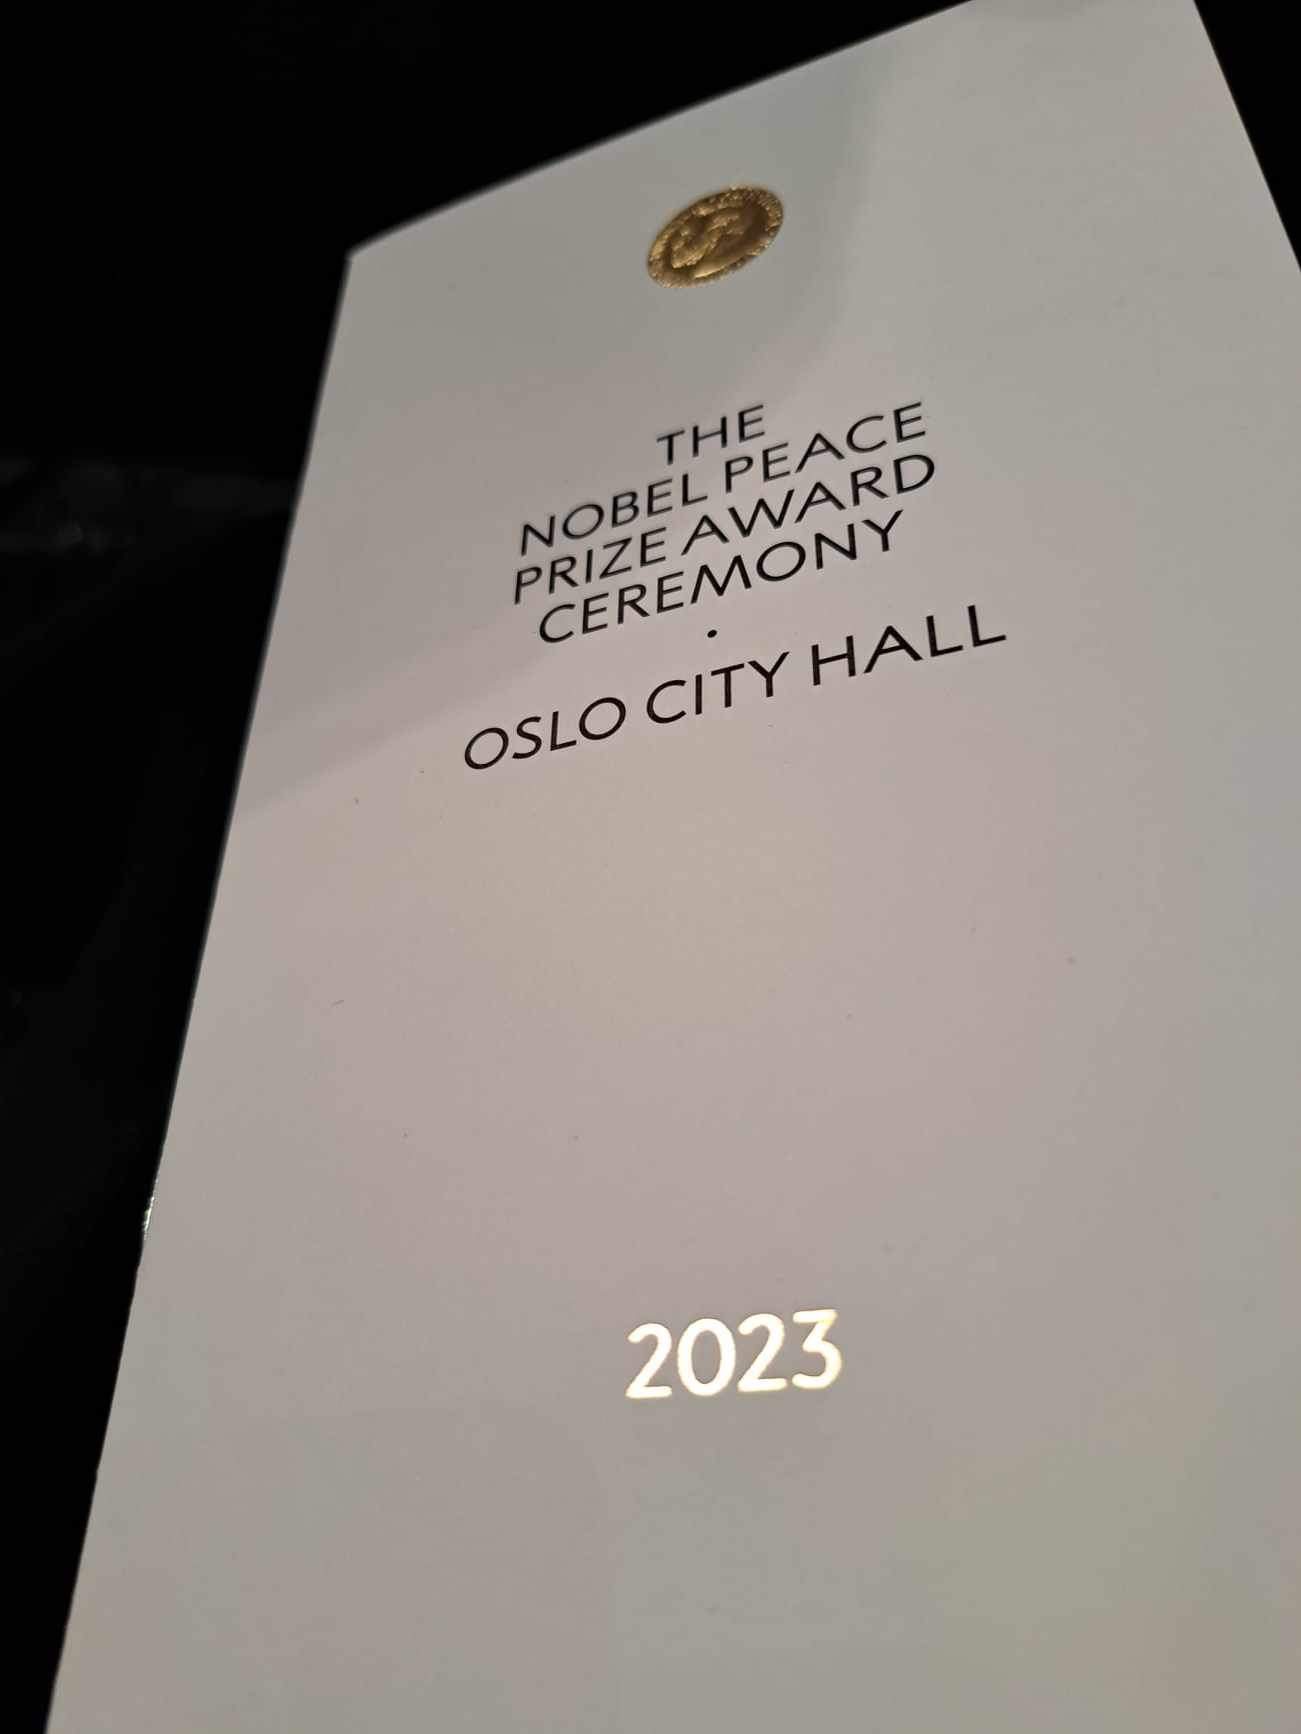 THE
NOBEL PEACE
PRIZE AWARD
CEREMONY
•
OSLO CITY HALL
2023